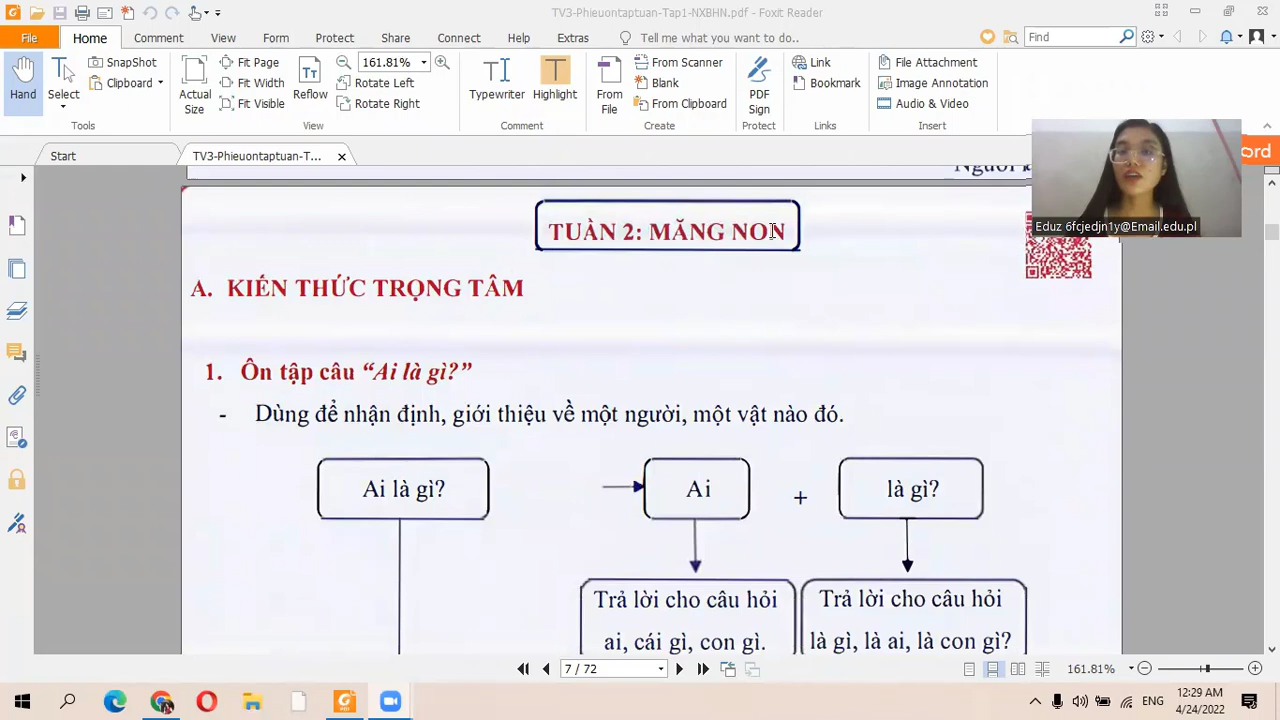 TV3-Phieuontaptuan-Tap1-NXBHN.pdf - Foxit Reader
File Home Comment View Form Protect Share Connect Help Extras Tell me what you want to do.. Find
Hand
Select
SnapShot
Clipboard
Tools
Actual Size
Fit Page
Fit Width
Fit Visible
Reflow
161.81%
Rotate Left
Rotate Right
View
Typewriter
Highlight
Comment
From File
From Scanner
Blank
From Clipboard
Create
PDF Sign
Protect
Link
Bookmark
Links
File Attachment
Image Annotation
Audio & Video
Insert
Start
TV3-Phieuontaptuan-T...
ord
Eduz 6fcjedjn1y@Email.edu.pl
TUẦN 2: MĂNG NON
A. KIẾN THỨC TRỌNG TÂM
1. Ôn tập câu “Ai là gì?”
- Dùng để nhận định, giới thiệu về một người, một vật nào đó.
Ai là gì? Ai + là gì?
Trả lời cho câu hỏi
ai, cái gì, con gì.
Trả lời cho câu hỏi
là gì, là ai, là con gì?
7 / 72
161.81%
ENG
12:29 AM
4/24/2022